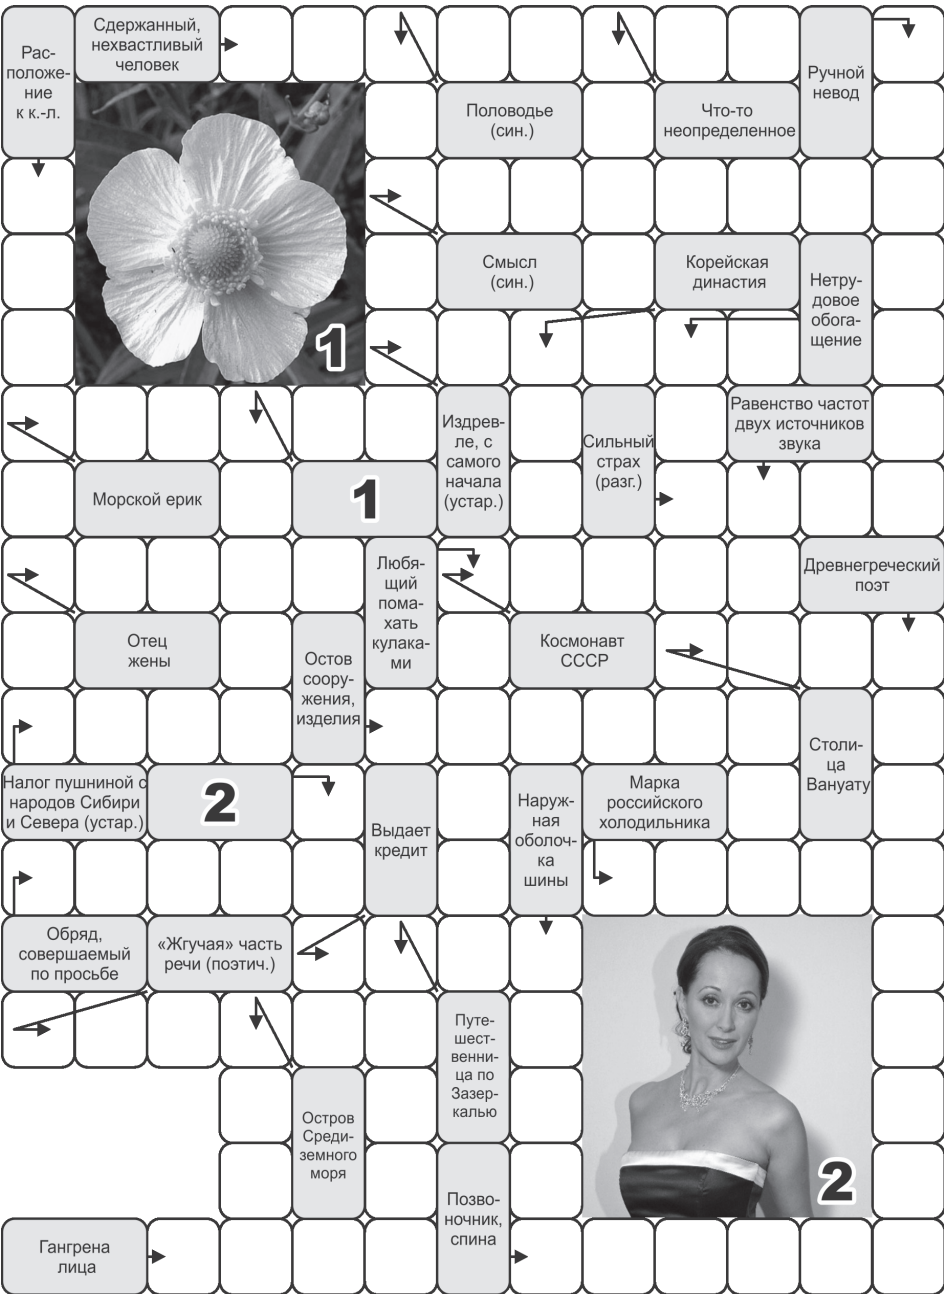 Рас-
положе-
ние
к к.-л.
Сдержанный,
нехвастливый
человек
Ручной
невод
Половодье
(син.)
Что-то
неопределенное
Смысл
(син.)
Корейская
династия
Нетру-
довое
обога-
щение
1
Издрев-
ле, с
самого
начала
(устар.)
Сильный
страх
(разг.)
Равенство частот
двух источников
звука
Морской ерик
1
Любя-
щий
пома-
хать
кулака-
ми
Древнегреческий
поэт
Отец
жены
Остов
соору-
жения,
изделия
Космонавт
СССР
Столи-
ца
Вануату
Налог пушниной с
народов Сибири
и Севера (устар.)
2
Выдает
кредит
Наруж-
ная
оболоч-
ка
шины
Марка
российского
холодильника
Обряд,
совершаемый
по просьбе
«Жгучая» часть
речи (поэтич.)
Путе-
шест-
венни-
ца по
Зазер-
калью
Остров
Среди-
земного
моря
2
Позво-
ночник,
спина
Гангрена
лица